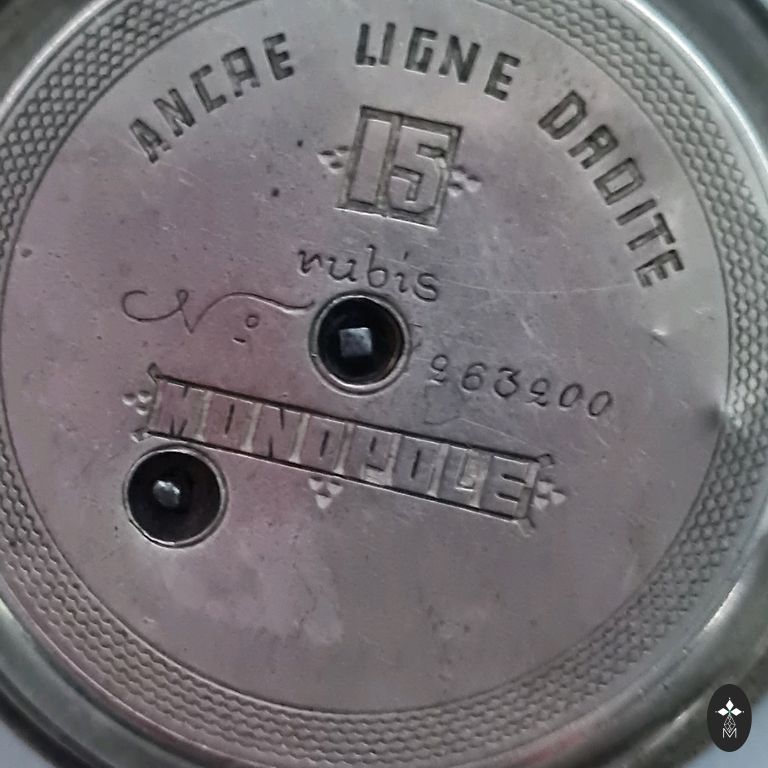 ANCRE LIGNE DROITE
15
rubis
No 263200
MONOPOLE
M